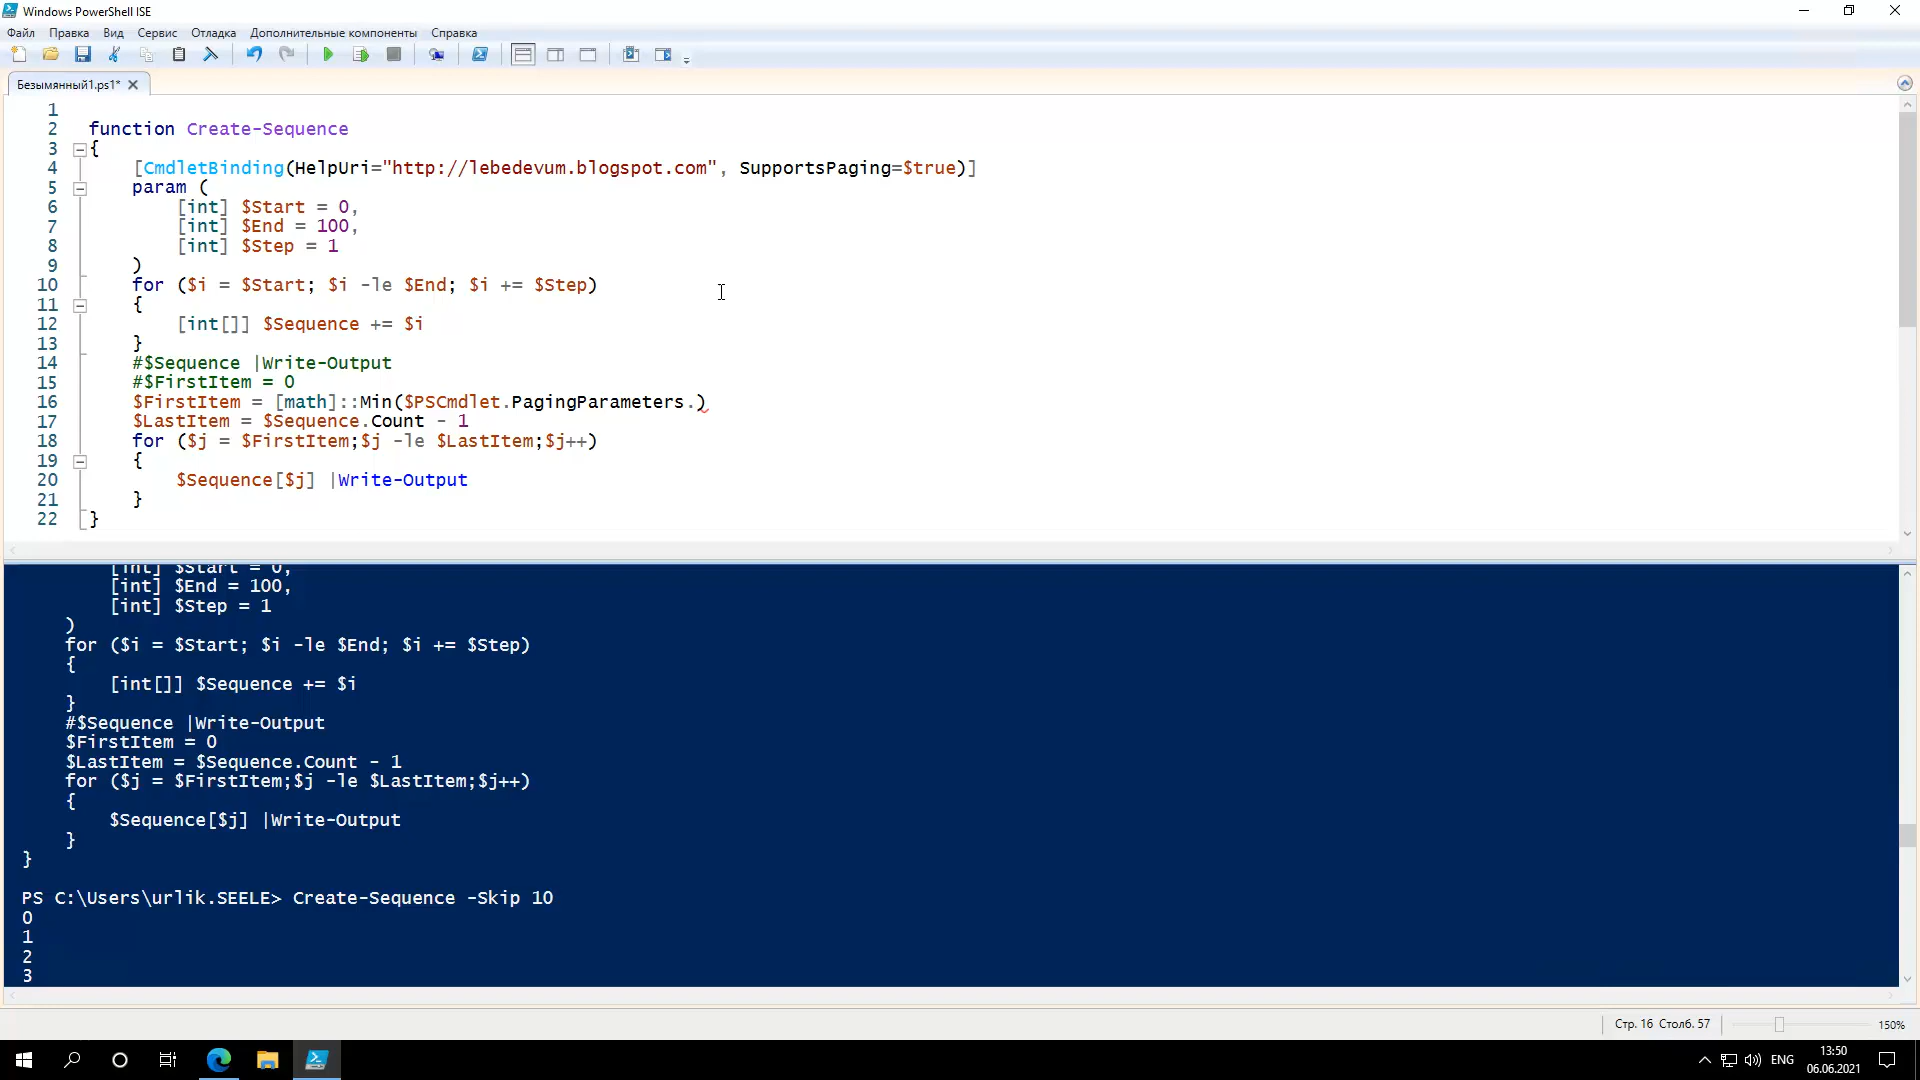 Windows PowerShell ISE
Файл Правка Вид Сервис Отладка Дополнительные компоненты Справка
Безымянный1.ps1*
1
2 function Create-Sequence
3 {
4 [CmdletBinding(HelpUri="http://lebedevum.blogspot.com", SupportsPaging=$true)]
5 param (
6 [int] $Start = 0,
7 [int] $End = 100,
8 [int] $Step = 1
9 )
10 for ($i = $Start; $i -le $End; $i += $Step)
11 {
12 [int[]] $Sequence += $i
13 }
14 #$Sequence |Write-Output
15 #$FirstItem = 0
16 $FirstItem = [math]::Min($PSCmdlet.PagingParameters.)
17 $LastItem = $Sequence.Count - 1
18 for ($j = $FirstItem;$j -le $LastItem;$j++)
19 {
20 $Sequence[$j] |Write-Output
21 }
22 }
[int] $Start = 0,
[int] $End = 100,
[int] $Step = 1
)
for ($i = $Start; $i -le $End; $i += $Step)
{
[int[]] $Sequence += $i
}
#$Sequence |Write-Output
$FirstItem = 0
$LastItem = $Sequence.Count - 1
for ($j = $FirstItem;$j -le $LastItem;$j++)
{
$Sequence[$j] |Write-Output
}
}
PS C:\Users\urlik.SEELE> Create-Sequence -Skip 10
0
1
2
3
Стр. 16 Столб. 57 150%
ENG 13:50
06.06.2021